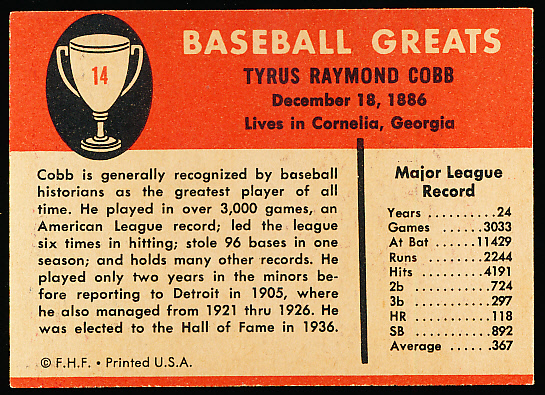 14
BASEBALL GREATS
TYRUS RAYMOND COBB
December 18, 1886
Lives in Cornelia, Georgia
Cobb is generally recognized by baseball
historians as the greatest player of all
time. He played in over 3,000 games, an
American League record; led the league
six times in hitting; stole 96 bases in one
season; and holds many other records. He
played only two years in the minors be-
fore reporting to Detroit in 1905, where
he also managed from 1921 thru 1926. He
was elected to the Hall of Fame in 1936.
© F.H.F. • Printed U.S.A.
Major League
Record
Years ..........24
Games ......3033
At Bat ......11429
Runs ........2244
Hits ..........4191
2b ............724
3b ............297
HR ............118
SB ............892
Average ......367